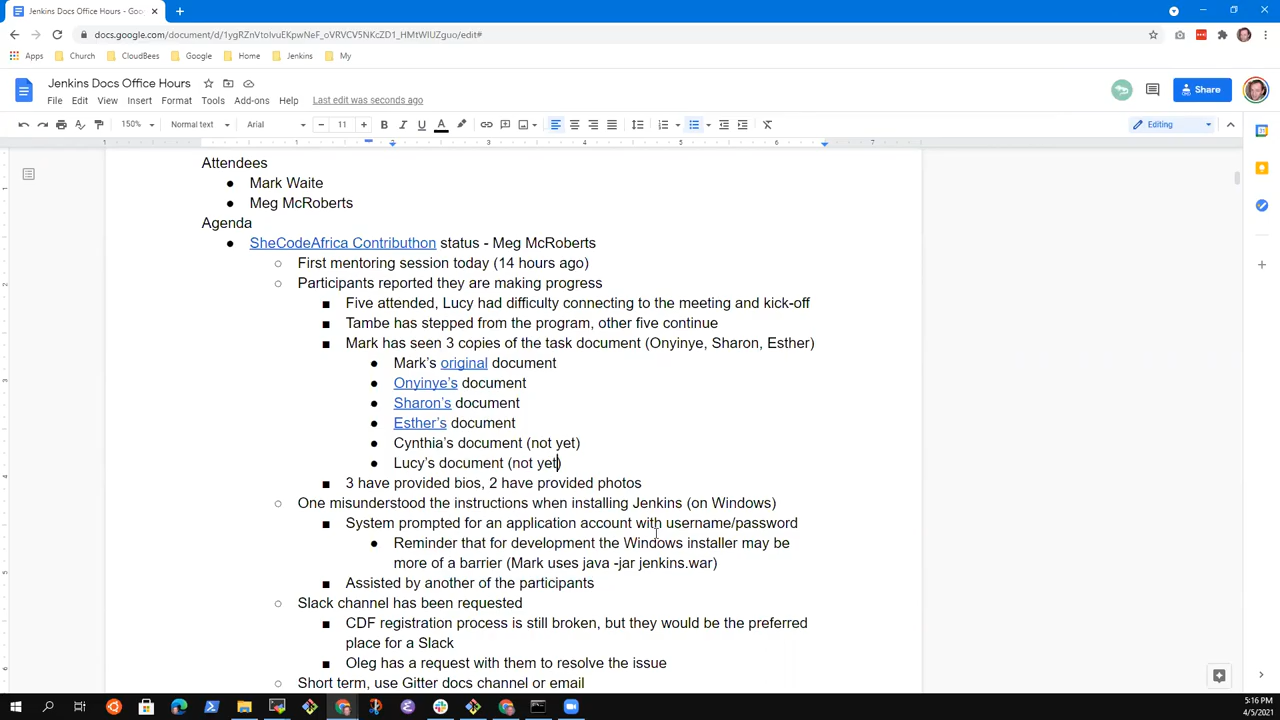 Jenkins Docs Office Hours - Goo
docs.google.com/document/d/1ygRZnVtoIvuEKpwNeF_oVRVCV5NKcZD1_HMtWIUZguo/edit#
Apps Church CloudBees Google Home Jenkins My
Jenkins Docs Office Hours
File Edit View Insert Format Tools Add-ons Help Last edit was seconds ago
Share
150% Normal text Arial 11 Editing
1 2 3 4 5 6 7
Attendees
● Mark Waite
● Meg McRoberts
Agenda
● SheCodeAfrica Contributhon status - Meg McRoberts
○ First mentoring session today (14 hours ago)
○ Participants reported they are making progress
■ Five attended, Lucy had difficulty connecting to the meeting and kick-off
■ Tambe has stepped from the program, other five continue
■ Mark has seen 3 copies of the task document (Onyinye, Sharon, Esther)
● Mark's original document
● Onyinye's document
● Sharon's document
● Esther's document
● Cynthia's document (not yet)
● Lucy's document (not yet)
■ 3 have provided bios, 2 have provided photos
○ One misunderstood the instructions when installing Jenkins (on Windows)
■ System prompted for an application account with username/password
● Reminder that for development the Windows installer may be
more of a barrier (Mark uses java -jar jenkins.war)
■ Assisted by another of the participants
○ Slack channel has been requested
■ CDF registration process is still broken, but they would be the preferred
place for a Slack
■ Oleg has a request with them to resolve the issue
○ Short term, use Gitter docs channel or email
5:16 PM
4/5/2021